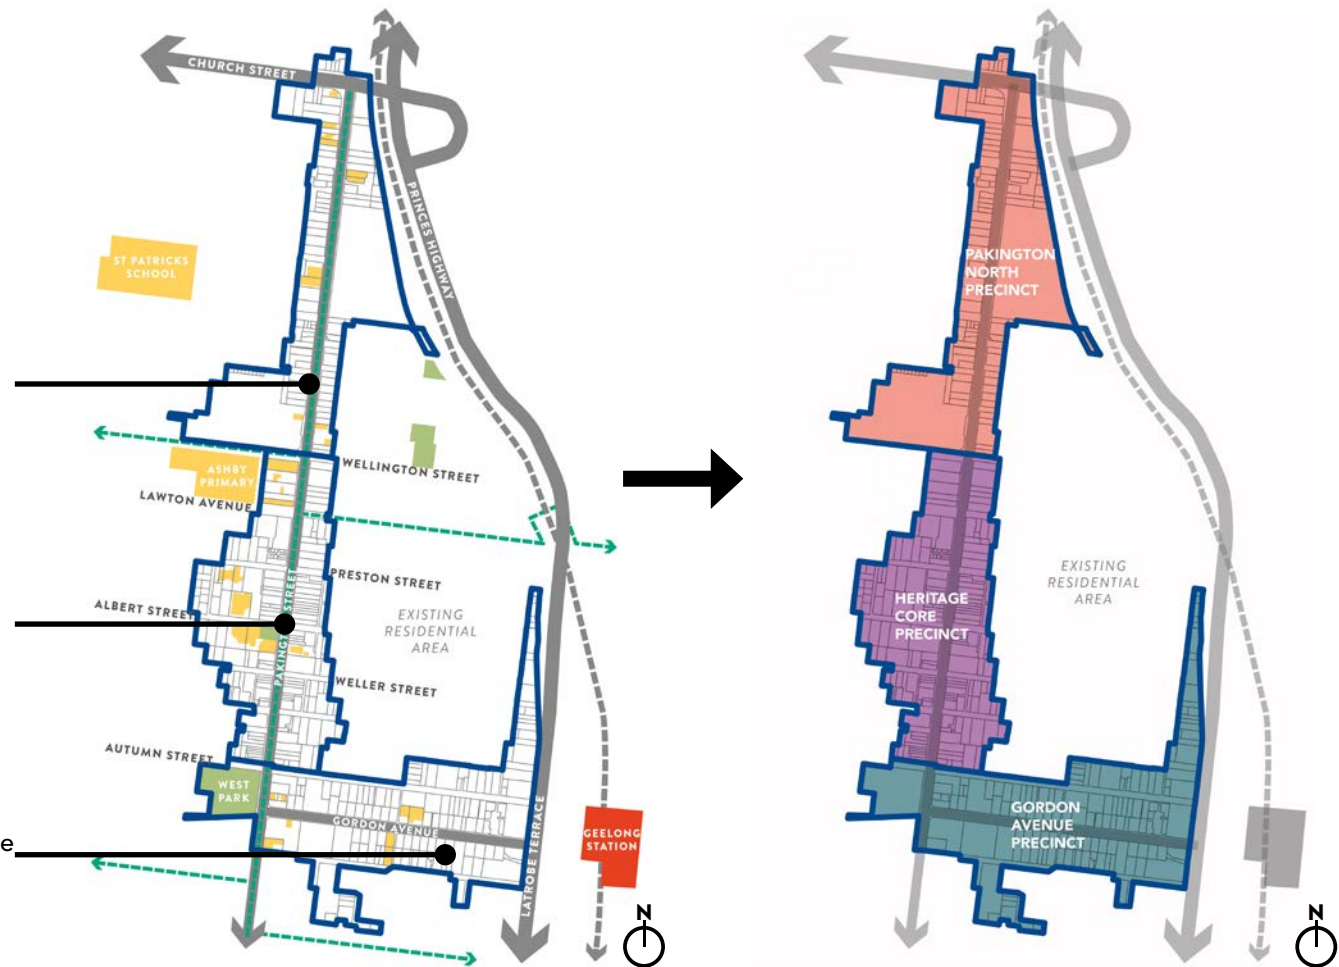 CHURCH STREET
PRINCES HIGHWAY
ST PATRICKS
SCHOOL
WELLINGTON STREET
ASHBY
PRIMARY
LAWTON AVENUE
PRESTON STREET
ALBERT STREET
EXISTING
RESIDENTIAL
AREA
PAKINGTON STREET
WELLER STREET
AUTUMN STREET
WEST
PARK
GORDON AVENUE
LATROBE TERRACE
GEELONG
STATION
e
N
PAKINGTON
NORTH
PRECINCT
EXISTING
RESIDENTIAL
AREA
HERITAGE
CORE
PRECINCT
GORDON
AVENUE
PRECINCT
N